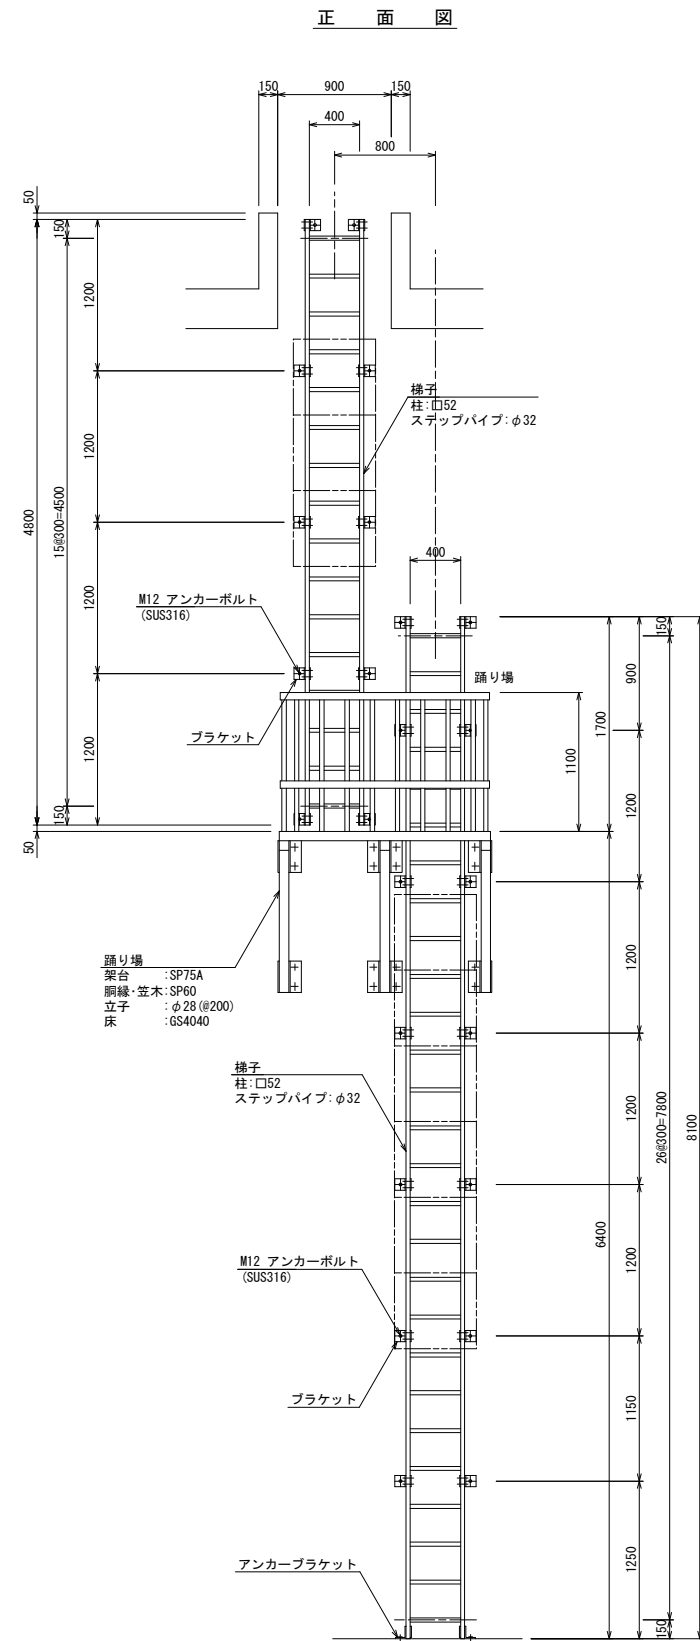 正 面 図
150
900
150
400
800
50
150
1200
1200
1200
1200
4800
15@300=4500
150
50
梯子
柱:□52
ステップパイプ:φ32
M12 アンカーボルト
(SUS316)
ブラケット
400
踊り場
1100
1700
150
900
1200
1200
1200
1200
1150
1250
6400
26@300=7800
8100
150
踊り場
架台 :SP75A
胴縁・笠木:SP60
立子 :φ28(@200)
床 :GS4040
梯子
柱:□52
ステップパイプ:φ32
M12 アンカーボルト
(SUS316)
ブラケット
アンカーブラケット